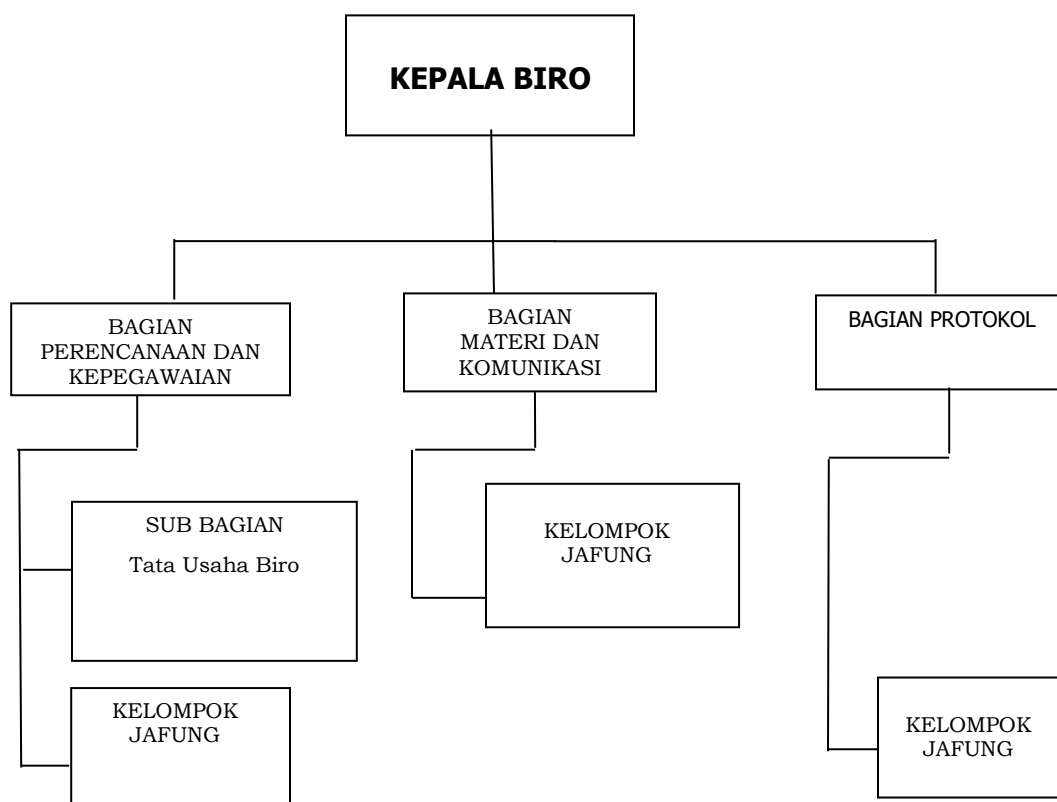 KEPALA BIRO
BAGIAN
PERENCANAAN DAN
KEPEGAWAIAN
BAGIAN
MATERI DAN
KOMUNIKASI
BAGIAN PROTOKOL
SUB BAGIAN
Tata Usaha Biro
KELOMPOK
JAFUNG
KELOMPOK
JAFUNG
KELOMPOK
JAFUNG